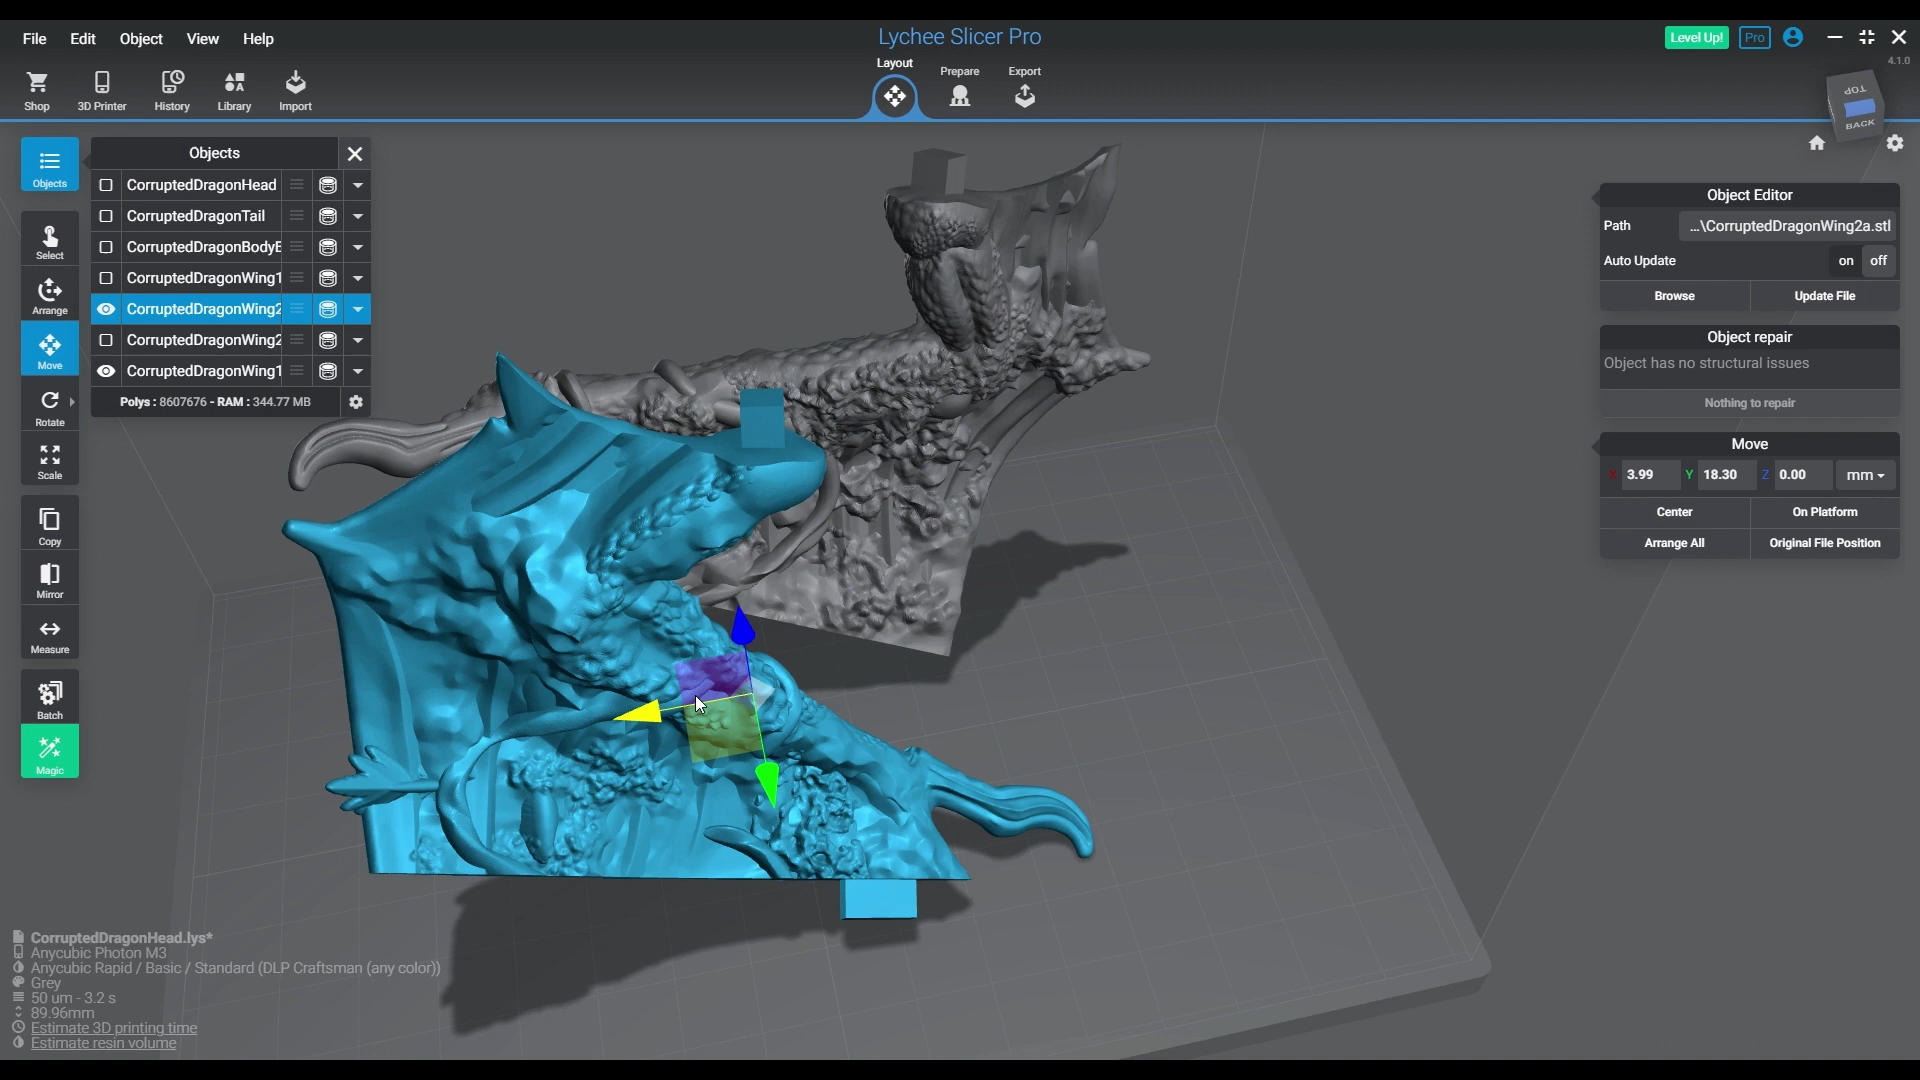 File Edit Object View Help
Lychee Slicer Pro
Level Up! Pro
4.1.0
Shop 3D Printer History Library Import
Layout Prepare Export
TOP
BACK
Objects
Objects
CorruptedDragonHead
CorruptedDragonTail
CorruptedDragonBodyE
CorruptedDragonWing1
CorruptedDragonWing2
CorruptedDragonWing2
CorruptedDragonWing1
Polys : 8607676 - RAM : 344.77 MB
Select
Arrange
Move
Rotate
Scale
Copy
Mirror
Measure
Batch
Magic
Object Editor
Path ...\CorruptedDragonWing2a.stl
Auto Update on off
Browse Update File
Object repair
Object has no structural issues
Nothing to repair
Move
X 3.99 Y 18.30 Z 0.00 mm
Center On Platform
Arrange All Original File Position
CorruptedDragonHead.lys*
Anycubic Photon M3
Anycubic Rapid / Basic / Standard (DLP Craftsman (any color))
Grey
50 um - 3.2 s
89.96mm
Estimate 3D printing time
Estimate resin volume